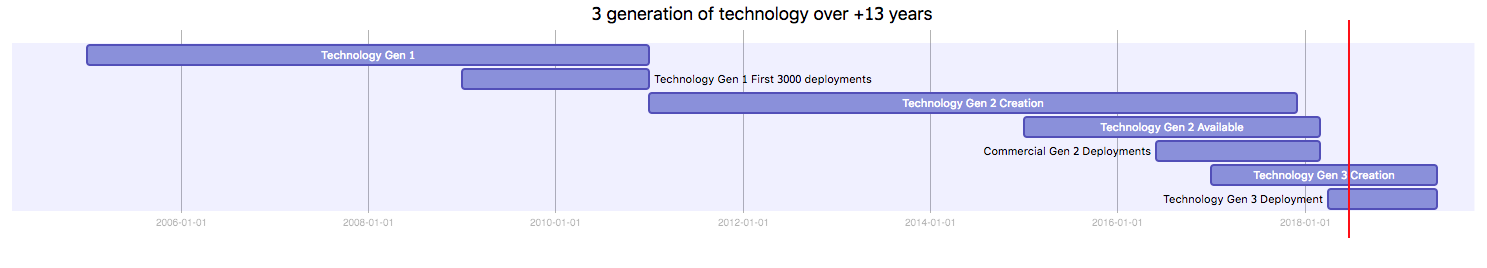 3 generation of technology over +13 years
Technology Gen 1
Technology Gen 1 First 3000 deployments
Technology Gen 2 Creation
Technology Gen 2 Available
Commercial Gen 2 Deployments
Technology Gen 3 Creation
Technology Gen 3 Deployment
2006-01-01
2008-01-01
2010-01-01
2012-01-01
2014-01-01
2016-01-01
2018-01-01